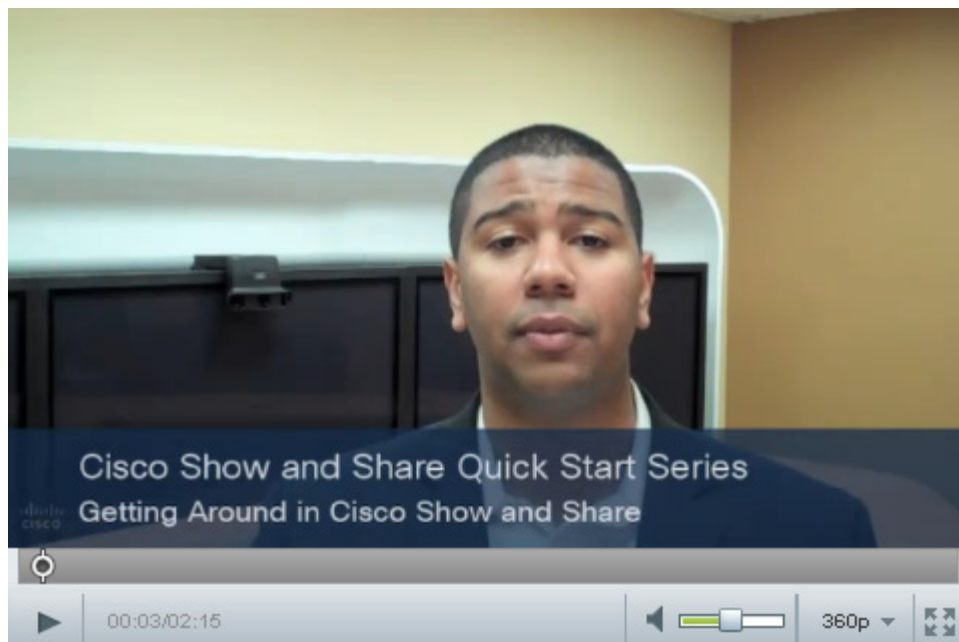 Cisco Show and Share Quick Start Series
Getting Around in Cisco Show and Share
CISCO
00:03/02:15
360p